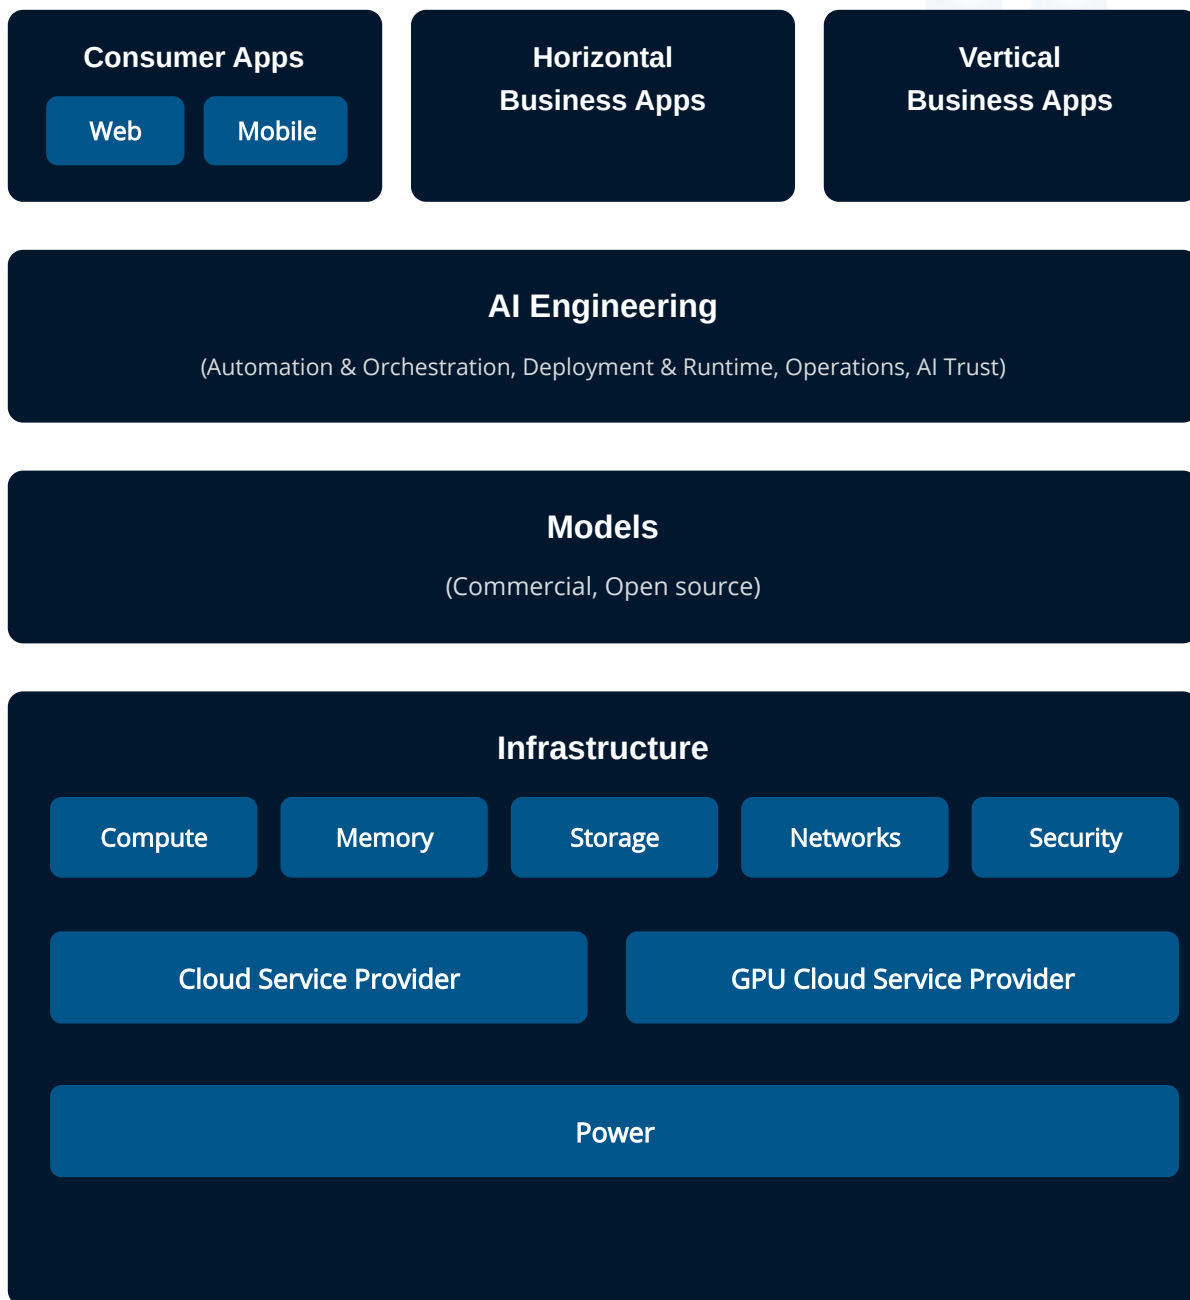 Consumer Apps
Web
Mobile
Horizontal
Business Apps
Vertical
Business Apps
AI Engineering
(Automation & Orchestration, Deployment & Runtime, Operations, AI Trust)
Models
(Commercial, Open source)
Infrastructure
Compute
Memory
Storage
Networks
Security
Cloud Service Provider
GPU Cloud Service Provider
Power